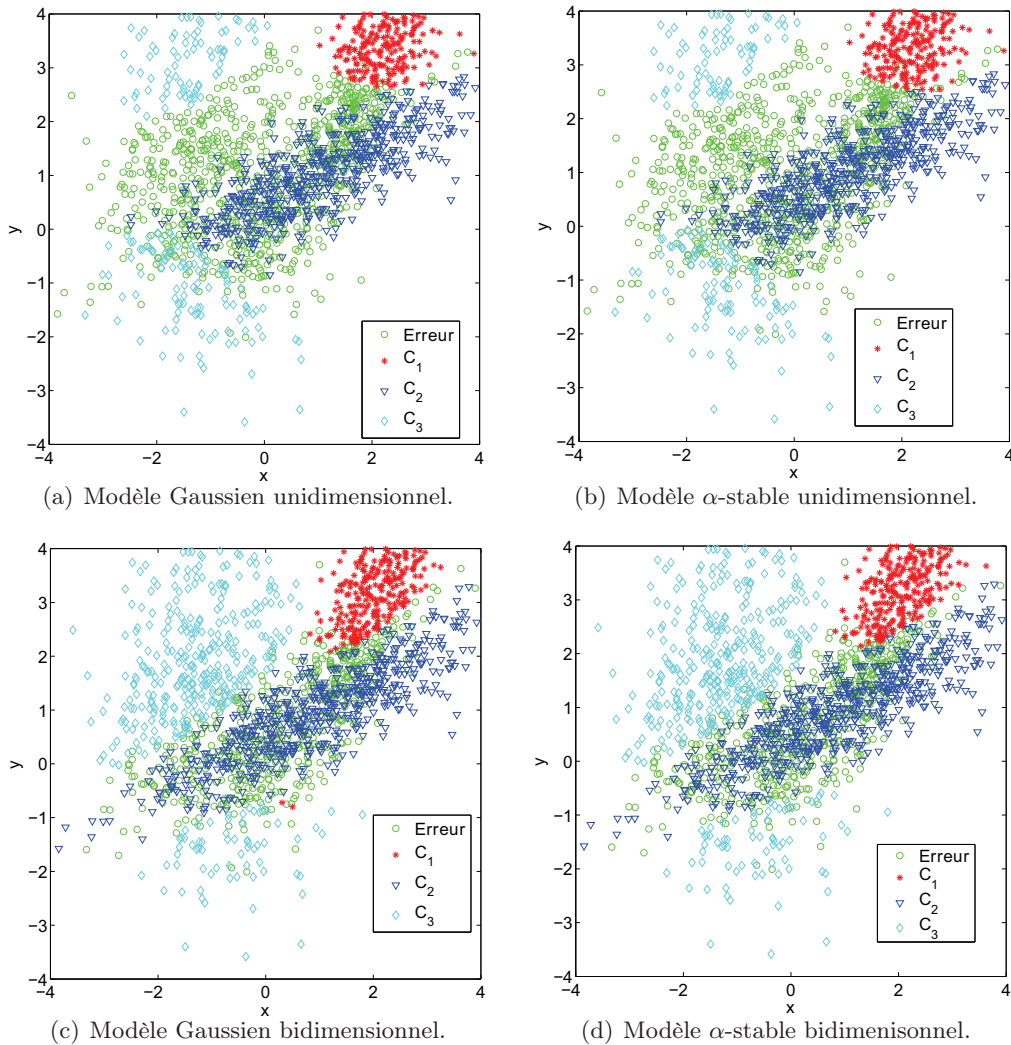 4
3
2
1
0
−1
−2
−3
−4
−4
−2
0
2
4
x
y
Erreur
C1
C2
C3
(a) Modèle Gaussien unidimensionnel.
4
3
2
1
0
−1
−2
−3
−4
−4
−2
0
2
4
x
y
Erreur
C1
C2
C3
(b) Modèle α-stable unidimensionnel.
4
3
2
1
0
−1
−2
−3
−4
−4
−2
0
2
4
x
y
Erreur
C1
C2
C3
(c) Modèle Gaussien bidimensionnel.
4
3
2
1
0
−1
−2
−3
−4
−4
−2
0
2
4
x
y
Erreur
C1
C2
C3
(d) Modèle α-stable bidimenisonnel.